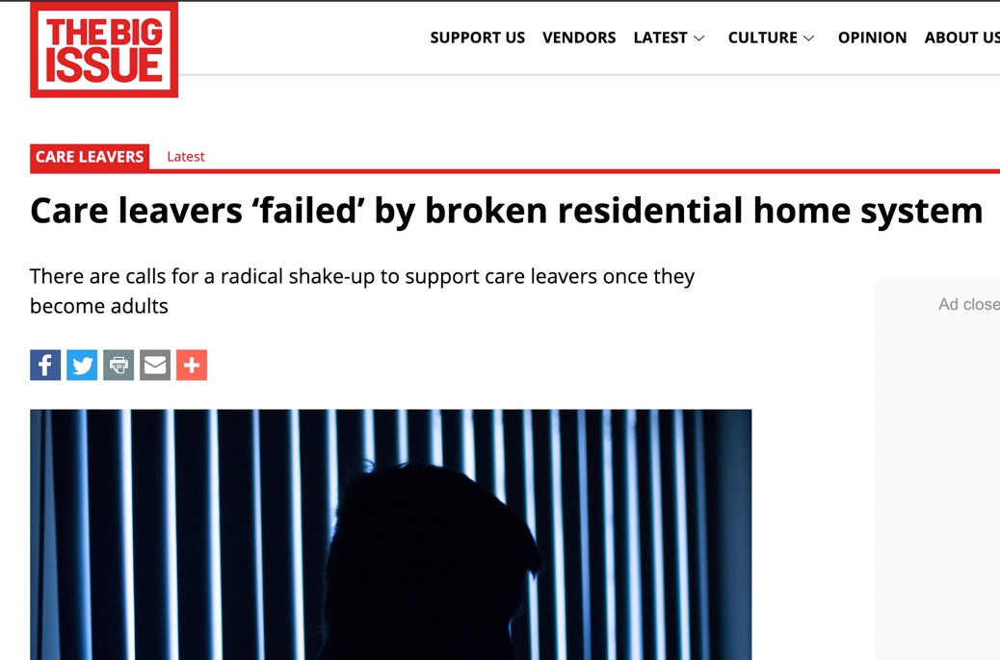 THE BIG
ISSUE
SUPPORT US VENDORS LATEST CULTURE OPINION ABOUT US
CARE LEAVERS Latest
Care leavers ‘failed’ by broken residential home system
There are calls for a radical shake-up to support care leavers once they
become adults
Ad close